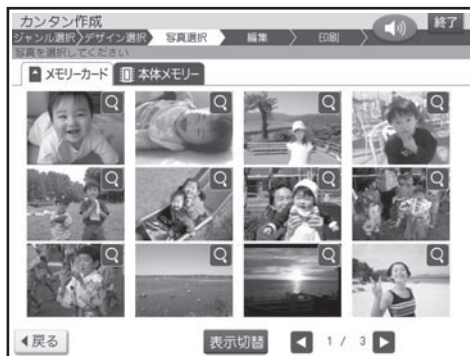 カンタン作成
終了
ジャンル選択 デザイン選択 写真選択 編集 印刷
写真を選択してください
メモリーカード 本体メモリー
戻る 表示切替 1 / 3